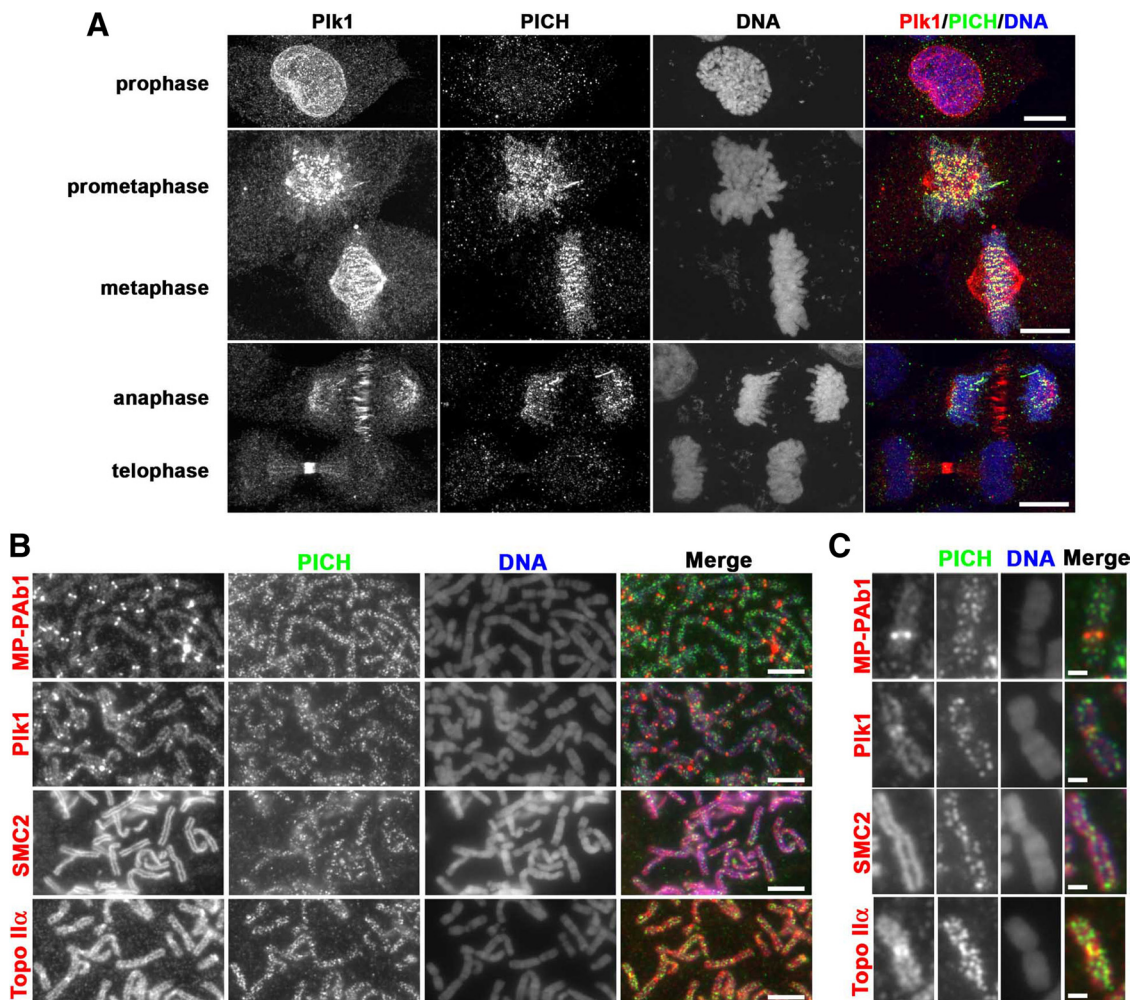 A
Plk1 PICH DNA Plk1/PICH/DNA
prophase
prometaphase
metaphase
anaphase
telophase
B
PICH DNA Merge
MP-PAb1
Plk1
SMC2
Topo IIα
C
PICH DNA Merge
MP-PAb1
Plk1
SMC2
Topo IIα